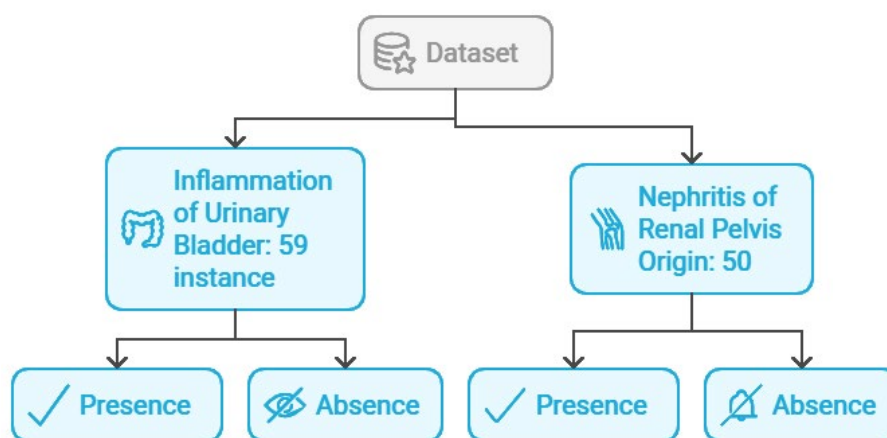 Dataset
Inflammation
of Urinary
Bladder: 59
instance
Nephritis of
Renal Pelvis
Origin: 50
Presence
Absence
Presence
Absence